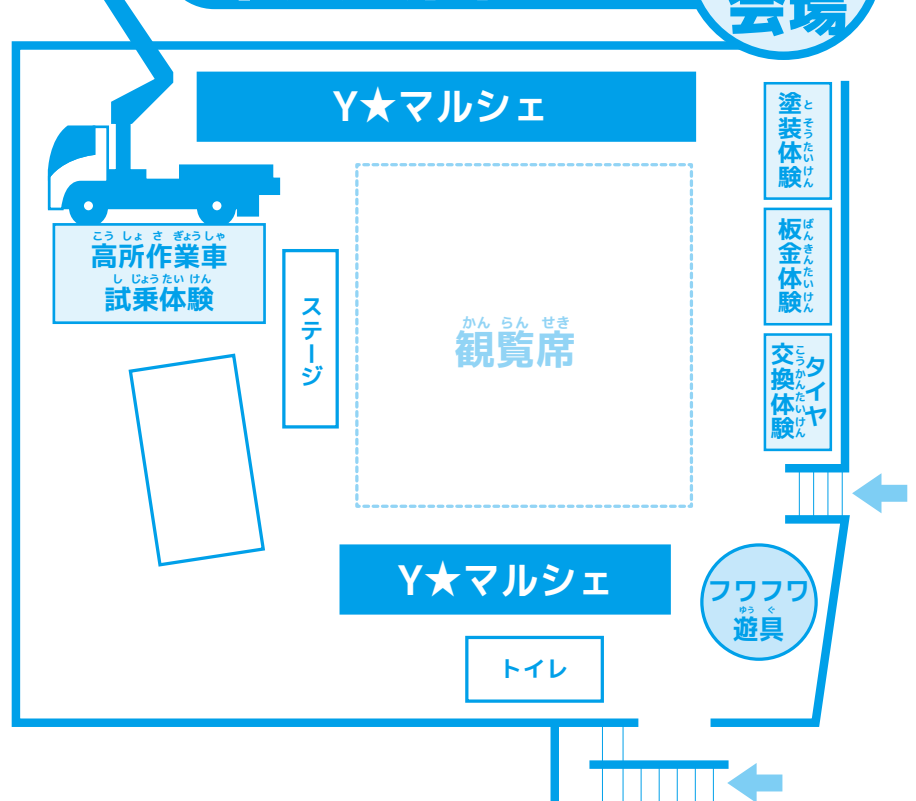 会場
Y★マルシェ
塗装体験
とそうたいけん
こうしょさぎょうしゃ
高所作業車
しじょうたいけん
試乗体験
ステージ
かんらんせき
観覧席
板金体験
ばんきんたいけん
タイヤ
交換体験
こうかんたいけん
Y★マルシェ
フワフワ
ゆうぐ
遊具
トイレ